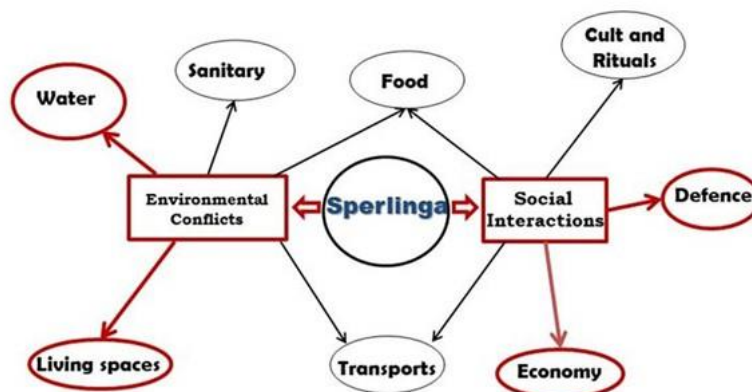 Cult and
Rituals
Sanitary
Food
Water
Environmental
Conflicts
Sperlinga
Social
Interactions
Defence
Living spaces
Transports
Economy